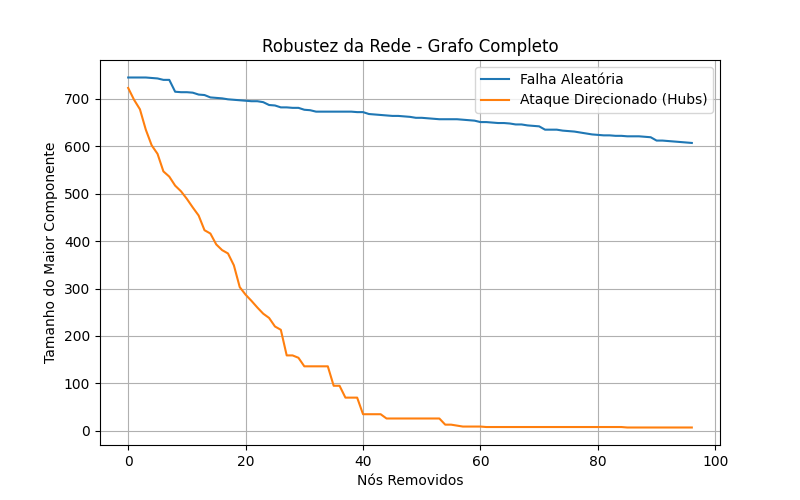 Robustez da Rede - Grafo Completo
Falha Aleatória
Ataque Direcionado (Hubs)
Tamanho do Maior Componente
700
600
500
400
300
200
100
0
0 20 40 60 80 100
Nós Removidos